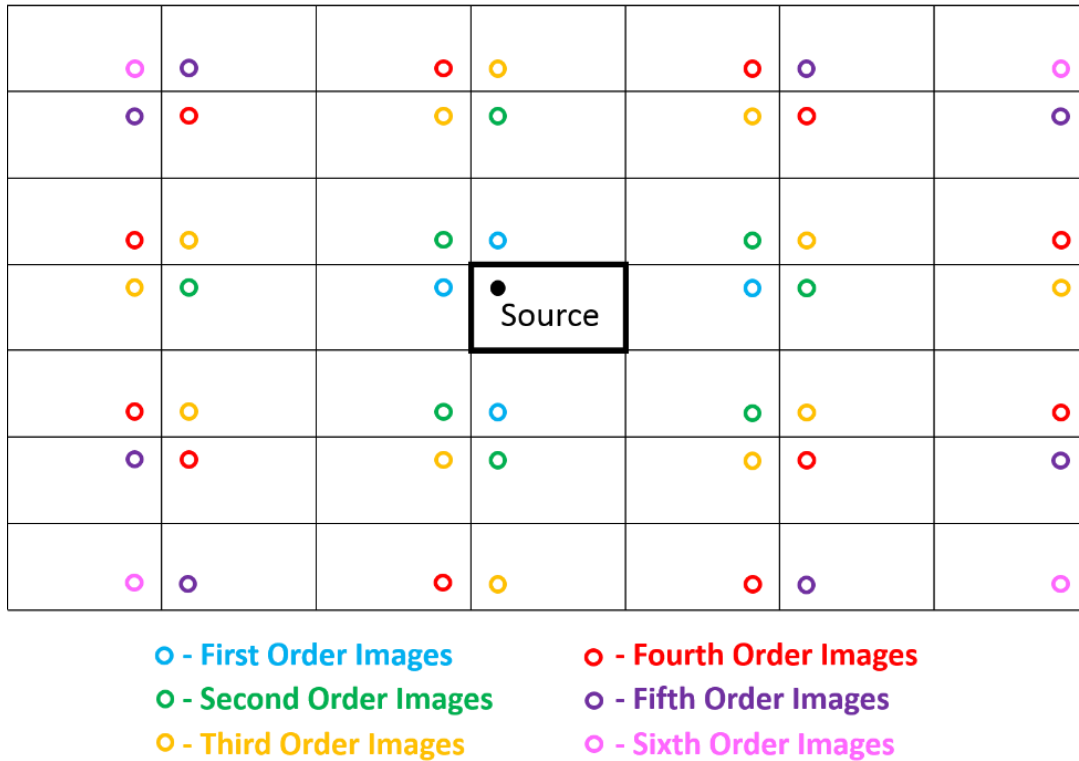 Source
- First Order Images
- Fourth Order Images
- Second Order Images
- Fifth Order Images
- Third Order Images
- Sixth Order Images